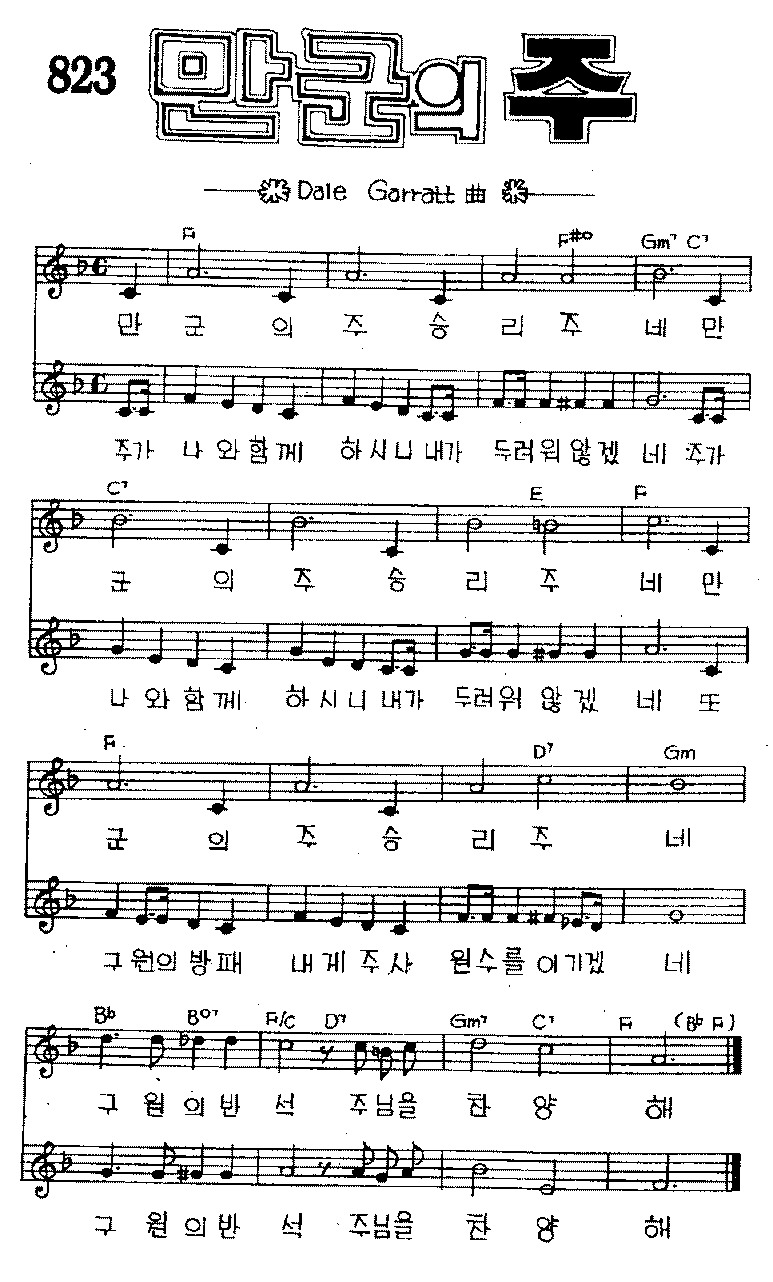 823 만군의 주
Dale Garratt 曲
F F#o Gm7 C7
만 군 의 주 승 리 주 네 만
주가 나 와 함 께 하 시 니 내가 두려워 않 겠 네 주가
C7 E F
군 의 주 승 리 주 네 만
나 와 함 께 하 시 니 내가 두려워 않 겠 네 또
F D7 Gm
군 의 주 승 리 주 네
구 원의 방 패 내 게 주 사 원수를 이기겠 네
Bb Bo7 F/C D7 Gm7 C7 F (Bb F)
구 원 의 반 석 주님을 찬 양 해
구 원 의 반 석 주님을 찬 양 해